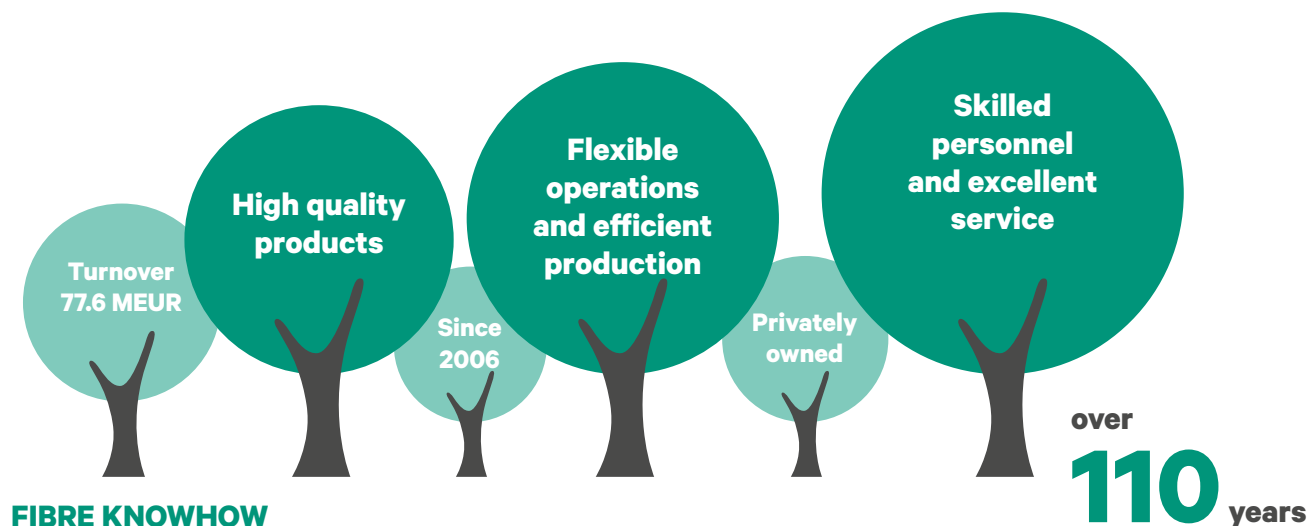 Turnover
77.6 MEUR
High quality
products
Since
2006
Flexible
operations
and efficient
production
Privately
owned
Skilled
personnel
and excellent
service
over
110 years
FIBRE KNOWHOW